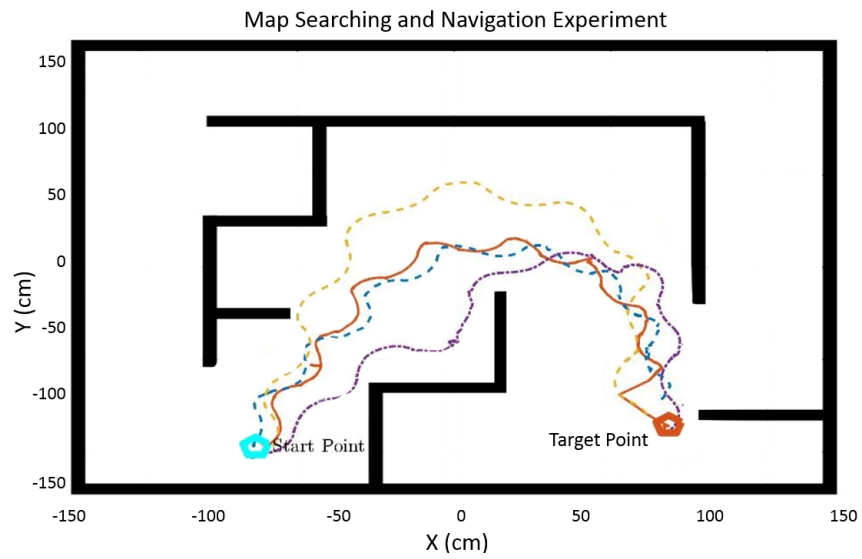 Map Searching and Navigation Experiment
150
100
50
0
-50
-100
-150
Y (cm)
Start Point
Target Point
-150 -100 -50 0 50 100 150
X (cm)